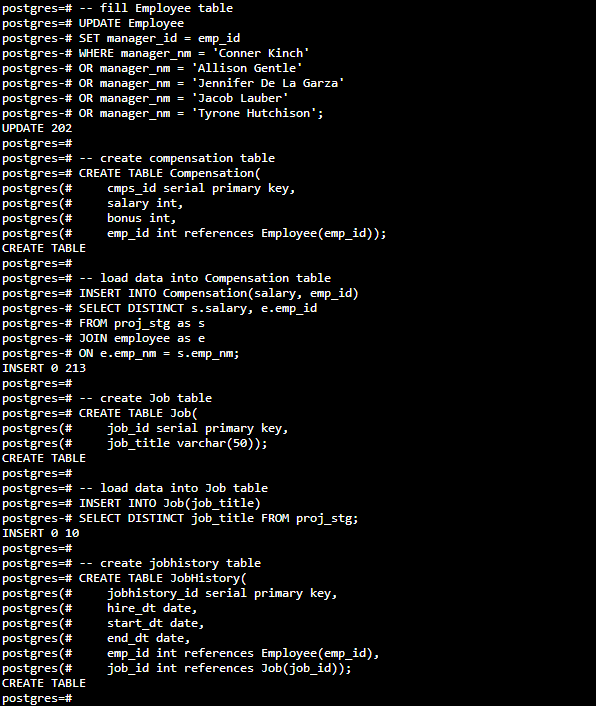 postgres=# -- fill Employee table
postgres=# UPDATE Employee
postgres-# SET manager_id = emp_id
postgres-# WHERE manager_nm = 'Conner Kinch'
postgres-# OR manager_nm = 'Allison Gentle'
postgres-# OR manager_nm = 'Jennifer De La Garza'
postgres-# OR manager_nm = 'Jacob Lauber'
postgres-# OR manager_nm = 'Tyrone Hutchison';
UPDATE 202
postgres=#
postgres=# -- create compensation table
postgres=# CREATE TABLE Compensation(
postgres(#     cmps_id serial primary key,
postgres(#     salary int,
postgres(#     bonus int,
postgres(#     emp_id int references Employee(emp_id));
CREATE TABLE
postgres=#
postgres=# -- load data into Compensation table
postgres=# INSERT INTO Compensation(salary, emp_id)
postgres-# SELECT DISTINCT s.salary, e.emp_id
postgres-# FROM proj_stg as s
postgres-# JOIN employee as e
postgres-# ON e.emp_nm = s.emp_nm;
INSERT 0 213
postgres=#
postgres=# -- create Job table
postgres=# CREATE TABLE Job(
postgres(#     job_id serial primary key,
postgres(#     job_title varchar(50));
CREATE TABLE
postgres=#
postgres=# -- load data into Job table
postgres=# INSERT INTO Job(job_title)
postgres-# SELECT DISTINCT job_title FROM proj_stg;
INSERT 0 10
postgres=#
postgres=# -- create jobhistory table
postgres=# CREATE TABLE JobHistory(
postgres(#     jobhistory_id serial primary key,
postgres(#     hire_dt date,
postgres(#     start_dt date,
postgres(#     end_dt date,
postgres(#     emp_id int references Employee(emp_id),
postgres(#     job_id int references Job(job_id));
CREATE TABLE
postgres=#